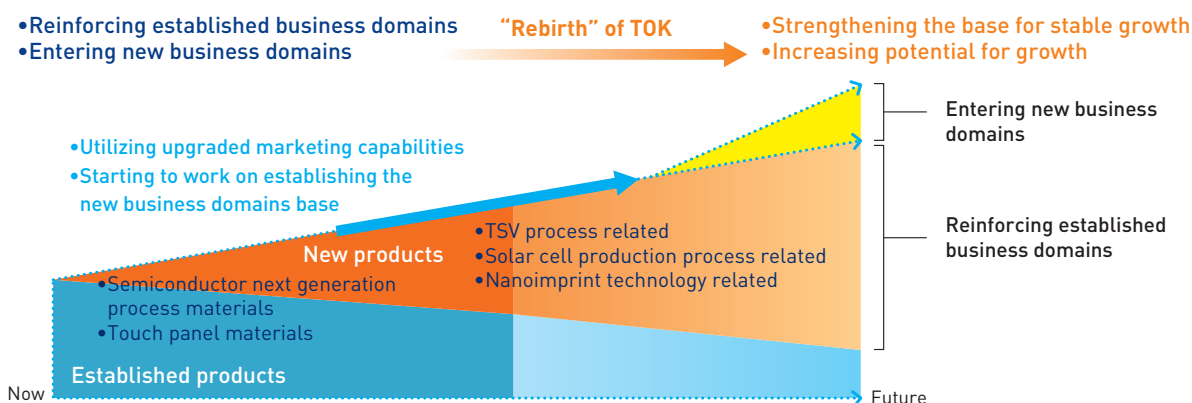 •Reinforcing established business domains
•Entering new business domains
“Rebirth” of TOK
•Strengthening the base for stable growth
•Increasing potential for growth
•Utilizing upgraded marketing capabilities
•Starting to work on establishing the
new business domains base
Entering new business
domains
New products
•TSV process related
•Solar cell production process related
•Nanoimprint technology related
Reinforcing established
business domains
•Semiconductor next generation
process materials
•Touch panel materials
Established products
Now
Future